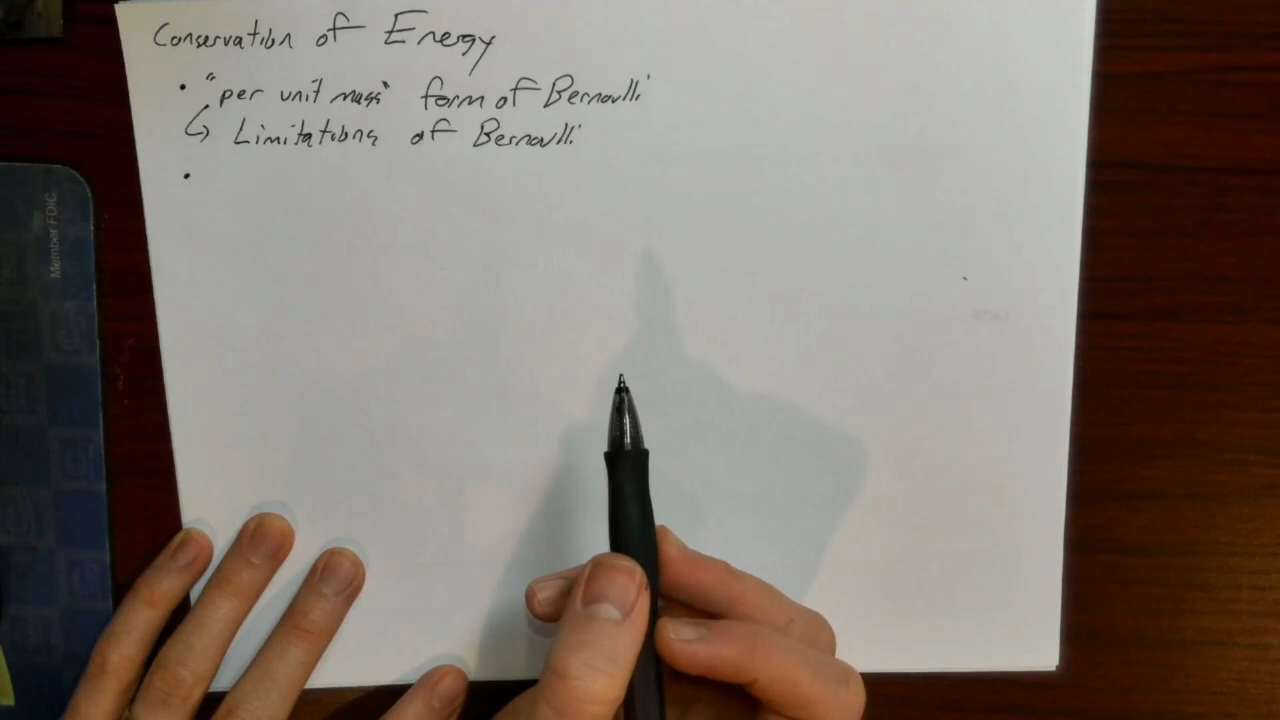 Conservation of Energy
• "per unit mass" form of Bernoulli
↳ Limitations of Bernoulli
•
Member FDIC